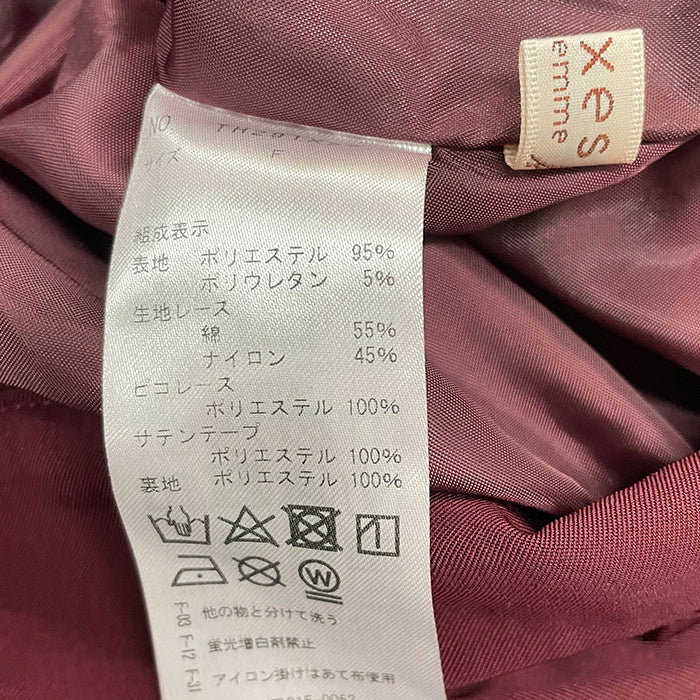 xes
emme
NO
F
組成表示
表地 ポリエステル 95%
ポリウレタン 5%
生地レース
綿 55%
ナイロン 45%
ピコレース
ポリエステル 100%
サテンテープ
ポリエステル 100%
裏地 ポリエステル 100%
W
F-03 他の物と分けて洗う
F-12 蛍光増白剤禁止
F-31 アイロン掛けはあて布使用